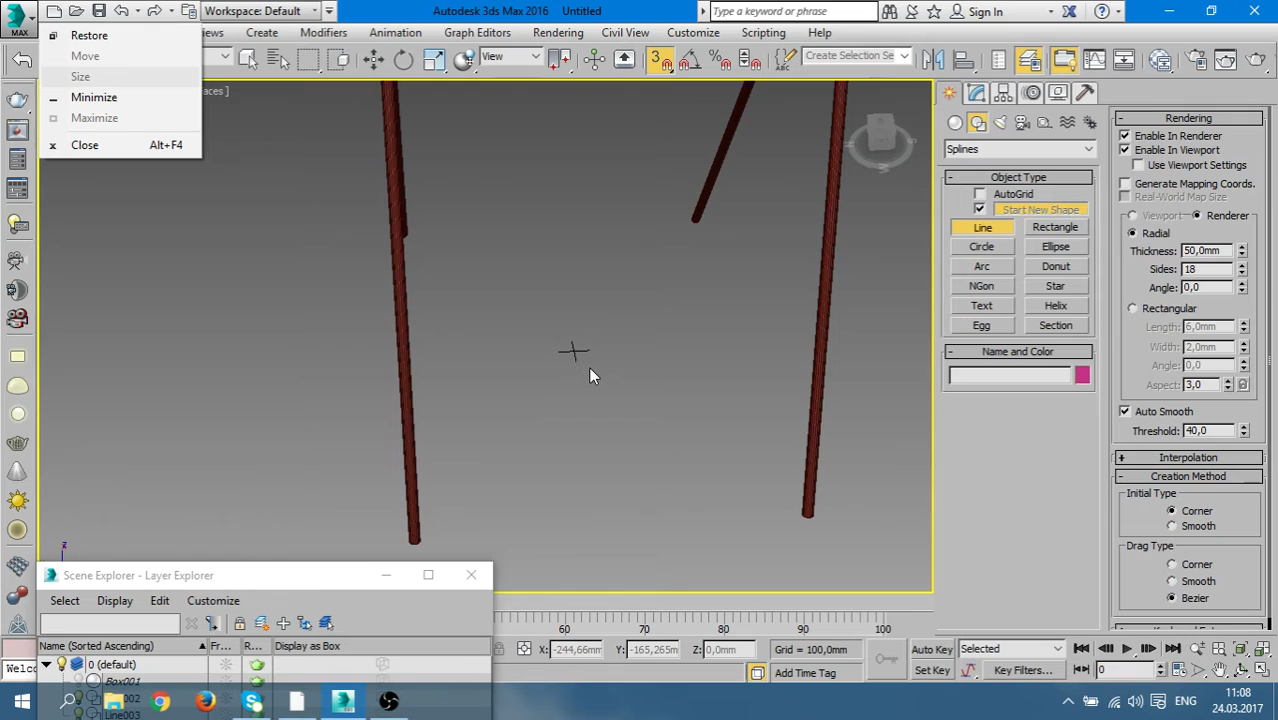 MAX
Workspace: Default
Autodesk 3ds Max 2016 Untitled
Type a keyword or phrase
Sign In
Restore
Move
Size
Minimize
Maximize
Close Alt+F4
Create Modifiers Animation Graph Editors Rendering Civil View Customize Scripting Help
View
3
Create Selection Se
Splines
Object Type
AutoGrid
Start New Shape
Line Rectangle
Circle Ellipse
Arc Donut
NGon Star
Text Helix
Egg Section
Name and Color
Rendering
Enable In Renderer
Enable In Viewport
Use Viewport Settings
Generate Mapping Coords.
Real-World Map Size
Viewport Renderer
Radial
Thickness: 50,0mm
Sides: 18
Angle: 0,0
Rectangular
Length: 6,0mm
Width: 2,0mm
Angle: 0,0
Aspect: 3,0
Auto Smooth
Threshold: 40,0
Interpolation
Creation Method
Initial Type
Corner
Smooth
Drag Type
Corner
Smooth
Bezier
z
Scene Explorer - Layer Explorer
Select Display Edit Customize
Name (Sorted Ascending) Fr... R... Display as Box
0 (default)
Box001
Line003
60 70 80 90 100
X: -244,66mm Y: -165,265m Z: 0,0mm Grid = 100,0mm
Add Time Tag
Auto Key Selected
Set Key Key Filters...
0
Welc
ENG
11:08
24.03.2017